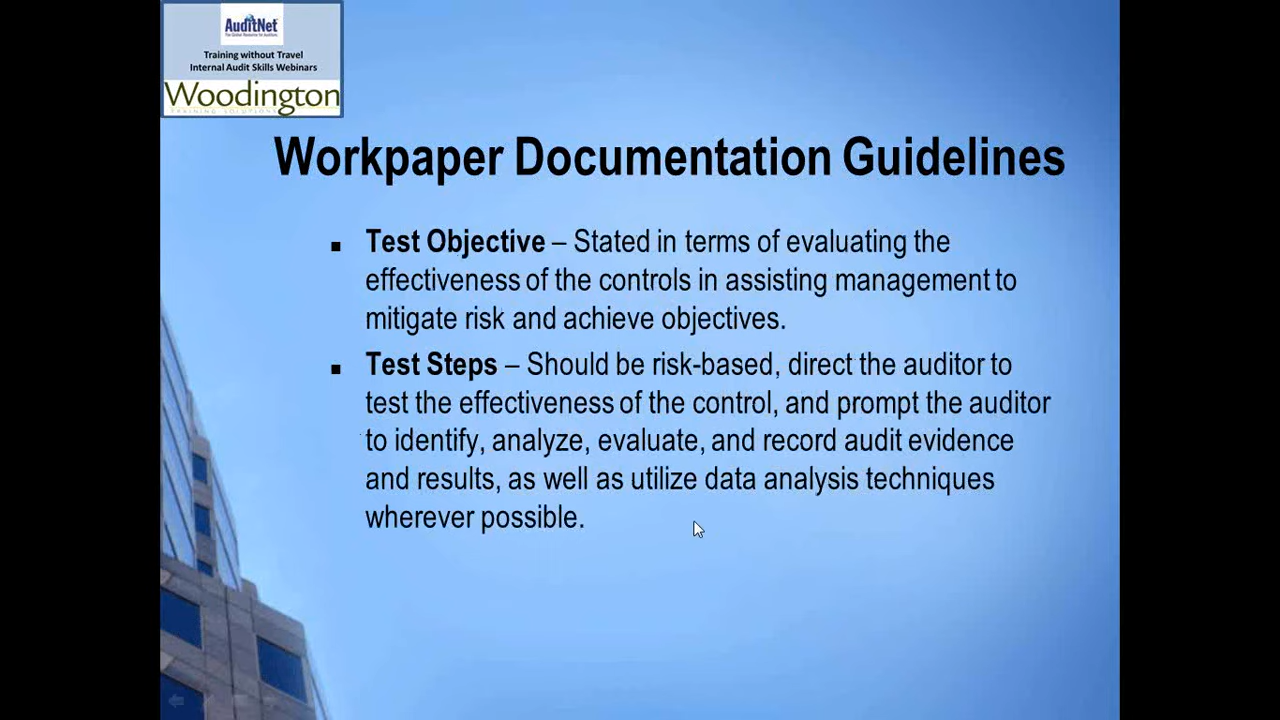 AuditNet
Training without Travel
Internal Audit Skills Webinars
Woodington
TRAINING SOLUTIONS
Workpaper Documentation Guidelines
Test Objective – Stated in terms of evaluating the
effectiveness of the controls in assisting management to
mitigate risk and achieve objectives.
Test Steps – Should be risk-based, direct the auditor to
test the effectiveness of the control, and prompt the auditor
to identify, analyze, evaluate, and record audit evidence
and results, as well as utilize data analysis techniques
wherever possible.